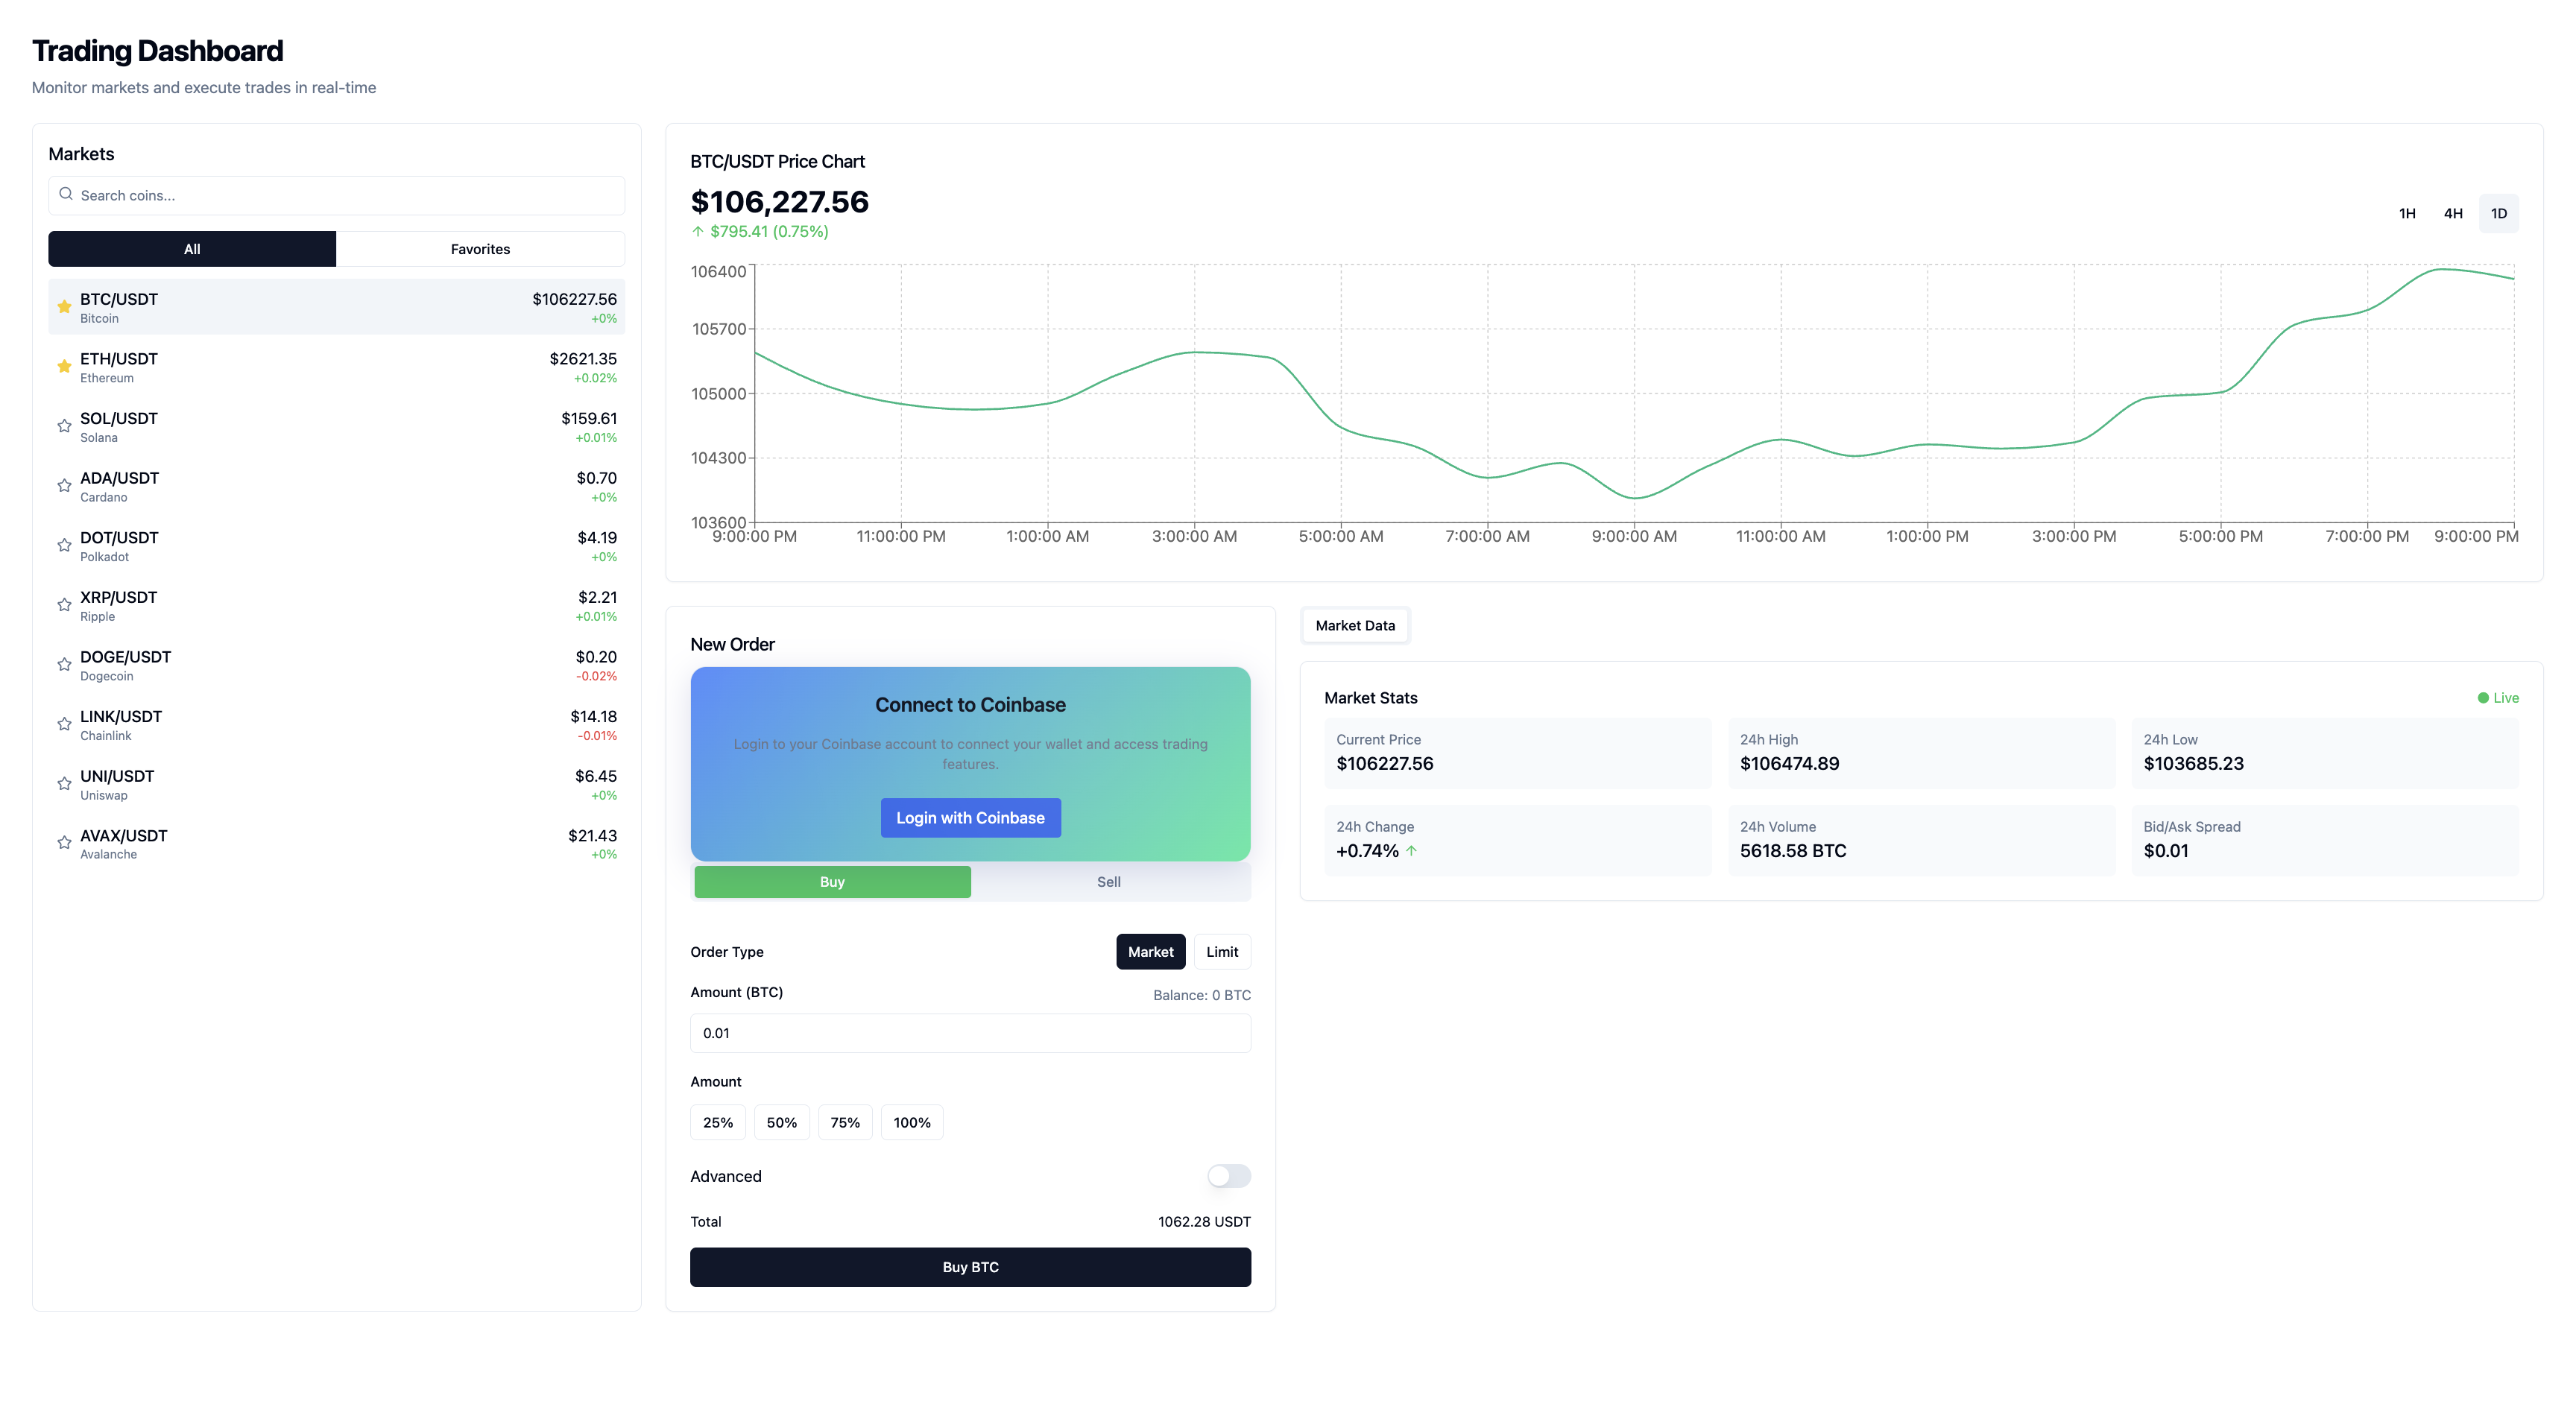 Trading Dashboard
Monitor markets and execute trades in real-time
Markets
Search coins...
All Favorites
BTC/USDT $106227.56
Bitcoin +0%
ETH/USDT $2621.35
Ethereum +0.02%
SOL/USDT $159.61
Solana +0.01%
ADA/USDT $0.70
Cardano +0%
DOT/USDT $4.19
Polkadot +0%
XRP/USDT $2.21
Ripple +0.01%
DOGE/USDT $0.20
Dogecoin -0.02%
LINK/USDT $14.18
Chainlink -0.01%
UNI/USDT $6.45
Uniswap +0%
AVAX/USDT $21.43
Avalanche +0%
BTC/USDT Price Chart
$106,227.56
↑ $795.41 (0.75%)
1H 4H 1D
106400
105700
105000
104300
103600
9:00:00 PM 11:00:00 PM 1:00:00 AM 3:00:00 AM 5:00:00 AM 7:00:00 AM 9:00:00 AM 11:00:00 AM 1:00:00 PM 3:00:00 PM 5:00:00 PM 7:00:00 PM 9:00:00 PM
New Order
Connect to Coinbase
Login to your Coinbase account to connect your wallet and access trading
features.
Login with Coinbase
Buy Sell
Order Type Market Limit
Amount (BTC) Balance: 0 BTC
0.01
Amount
25% 50% 75% 100%
Advanced
Total 1062.28 USDT
Buy BTC
Market Data
Market Stats Live
Current Price 24h High 24h Low
$106227.56 $106474.89 $103685.23
24h Change 24h Volume Bid/Ask Spread
+0.74% ↑ 5618.58 BTC $0.01